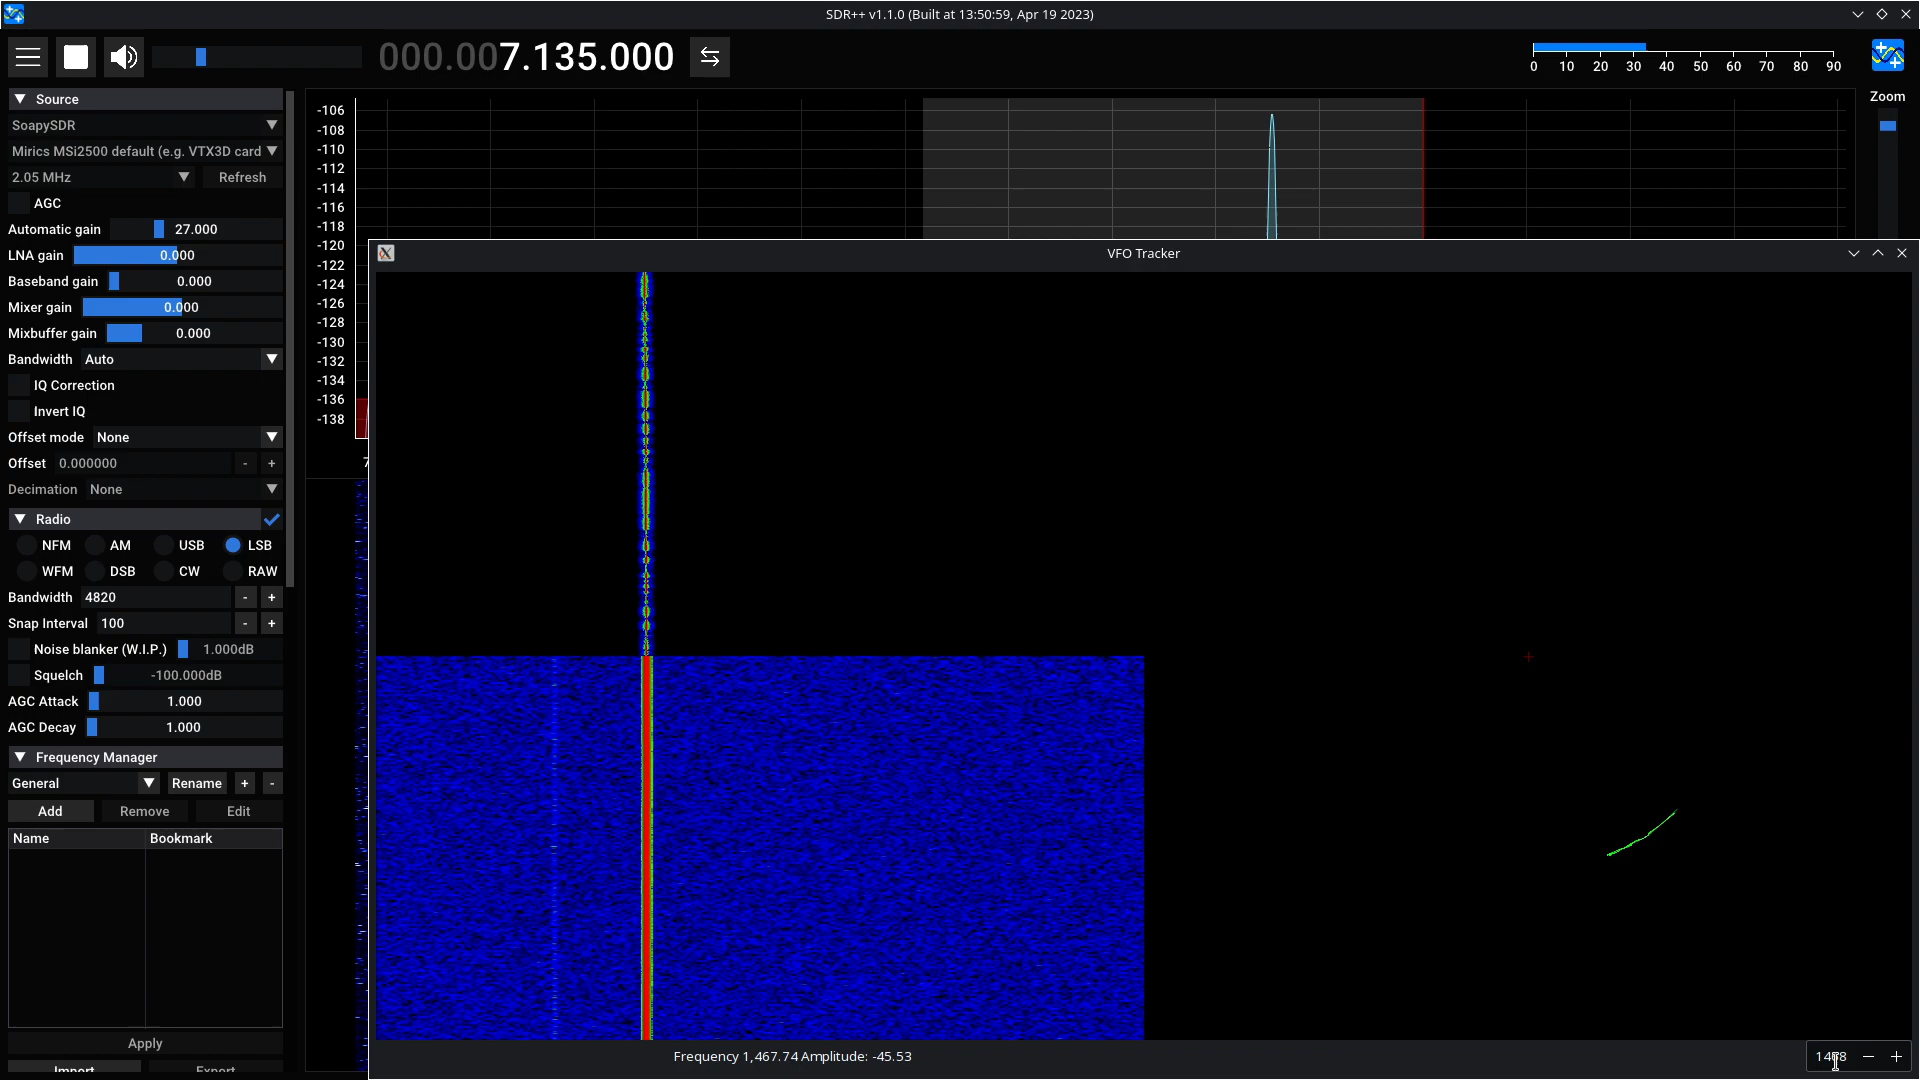 SDR++ v1.1.0 (Built at 13:50:59, Apr 19 2023)
000.007.135.000
0 10 20 30 40 50 60 70 80 90
Zoom
Source
SoapySDR
Mirics MSi2500 default (e.g. VTX3D card
2.05 MHz Refresh
AGC
Automatic gain 27.000
LNA gain 0.000
Baseband gain 0.000
Mixer gain 0.000
Mixbuffer gain 0.000
Bandwidth Auto
IQ Correction
Invert IQ
Offset mode None
Offset 0.000000 - +
Decimation None
Radio
NFM AM USB LSB
WFM DSB CW RAW
Bandwidth 4820 - +
Snap Interval 100 - +
Noise blanker (W.I.P.) 1.000dB
Squelch -100.000dB
AGC Attack 1.000
AGC Decay 1.000
Frequency Manager
General Rename + -
Add Remove Edit
Name Bookmark
Apply
Import Export
-106
-108
-110
-112
-114
-116
-118
-120
-122
-124
-126
-128
-130
-132
-134
-136
-138
7
VFO Tracker
Frequency 1,467.74 Amplitude: -45.53
− +